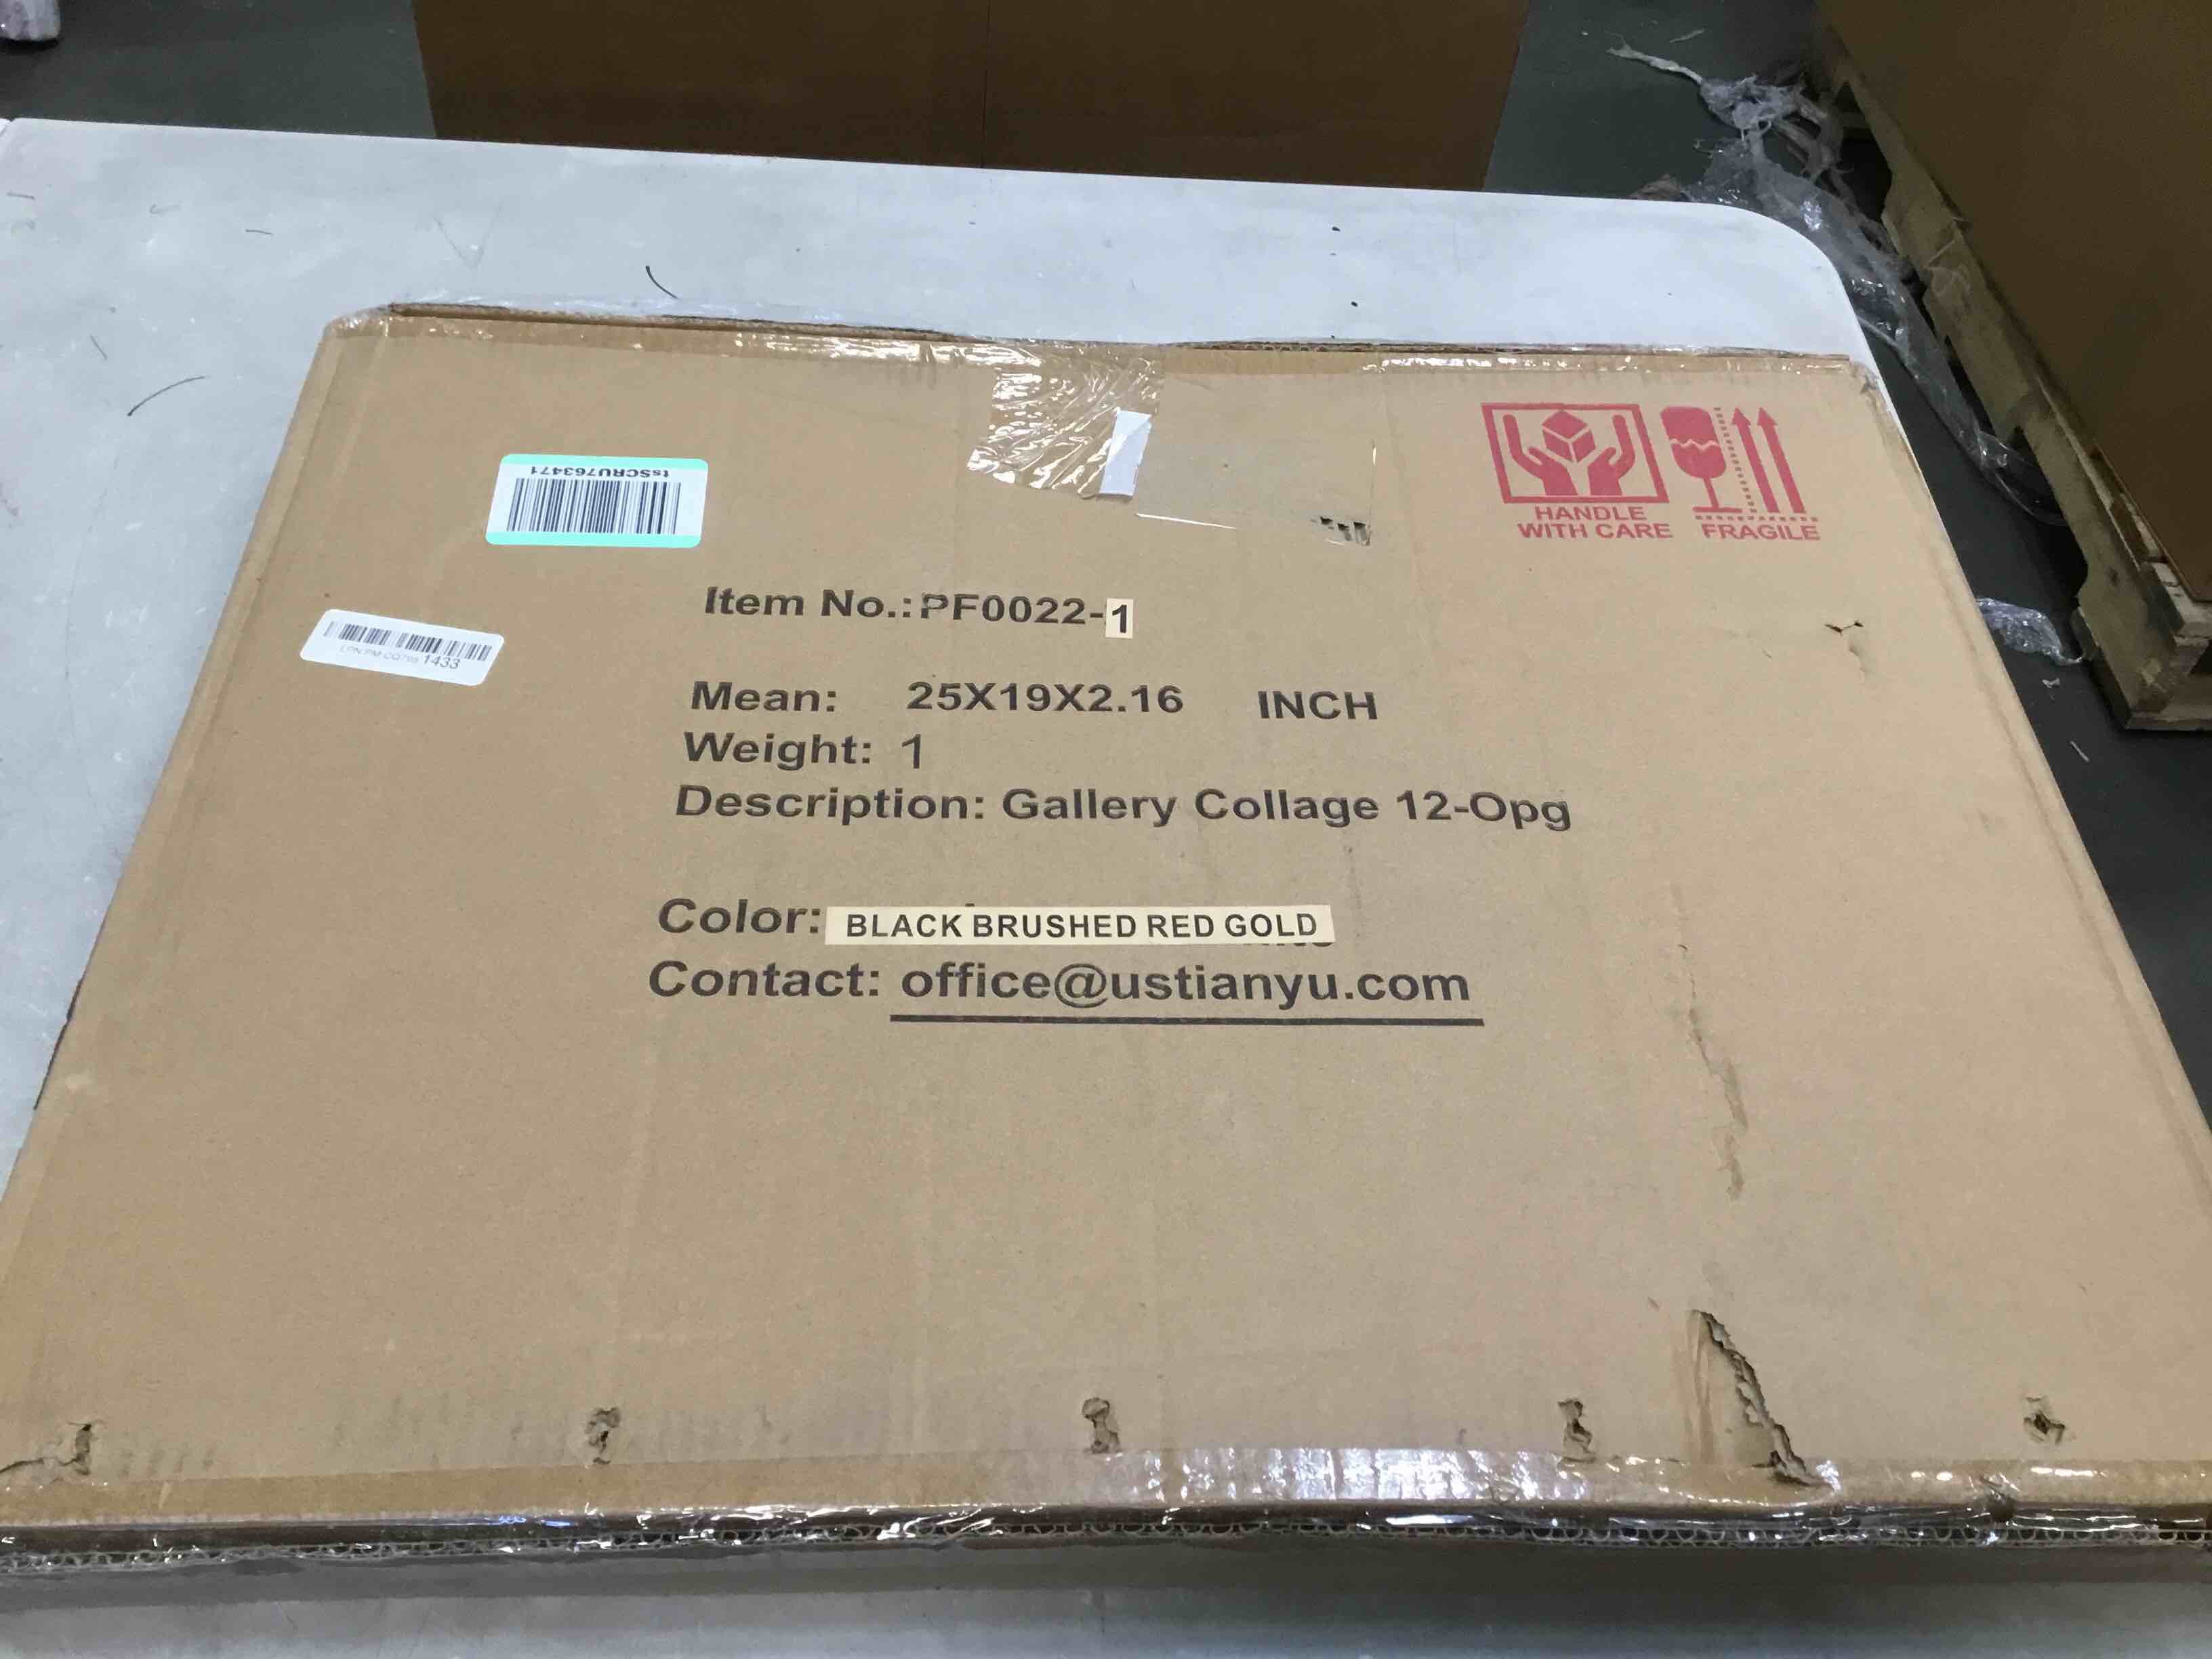 tsSCRU763471
HANDLE
WITH CARE
FRAGILE
Item No.:PF0022-1
1433
Mean: 25X19X2.16 INCH
Weight: 1
Description: Gallery Collage 12-Opg
Color: BLACK BRUSHED RED GOLD
Contact: office@ustianyu.com